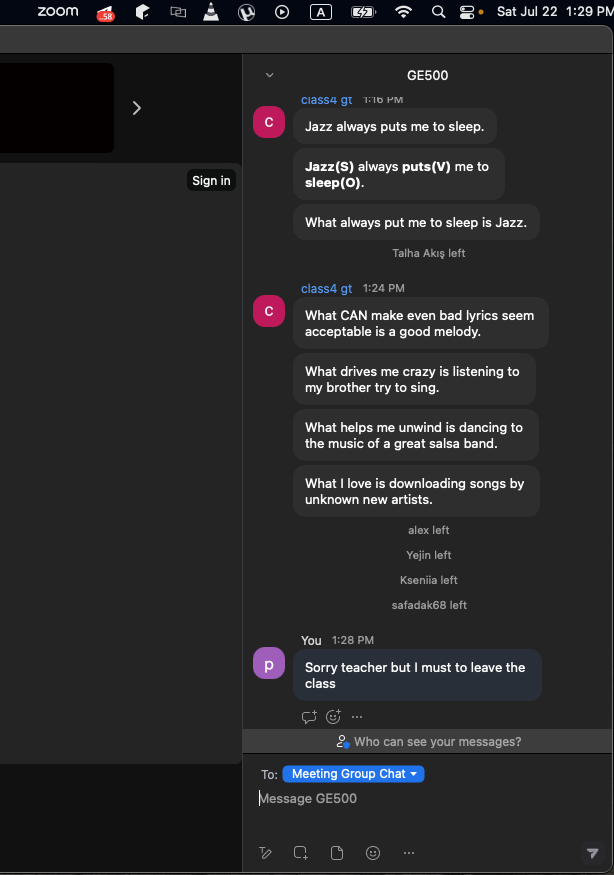 zoom
...58
A
Sat Jul 22 1:29 PM
GE500
class4 gt 1:16 PM
C
Jazz always puts me to sleep.
Jazz(S) always puts(V) me to
sleep(O).
Sign in
What always put me to sleep is Jazz.
Talha Akış left
class4 gt 1:24 PM
C
What CAN make even bad lyrics seem
acceptable is a good melody.
What drives me crazy is listening to
my brother try to sing.
What helps me unwind is dancing to
the music of a great salsa band.
What I love is downloading songs by
unknown new artists.
alex left
Yejin left
Kseniia left
safadak68 left
You 1:28 PM
p
Sorry teacher but I must to leave the
class
Who can see your messages?
To: Meeting Group Chat
Message GE500